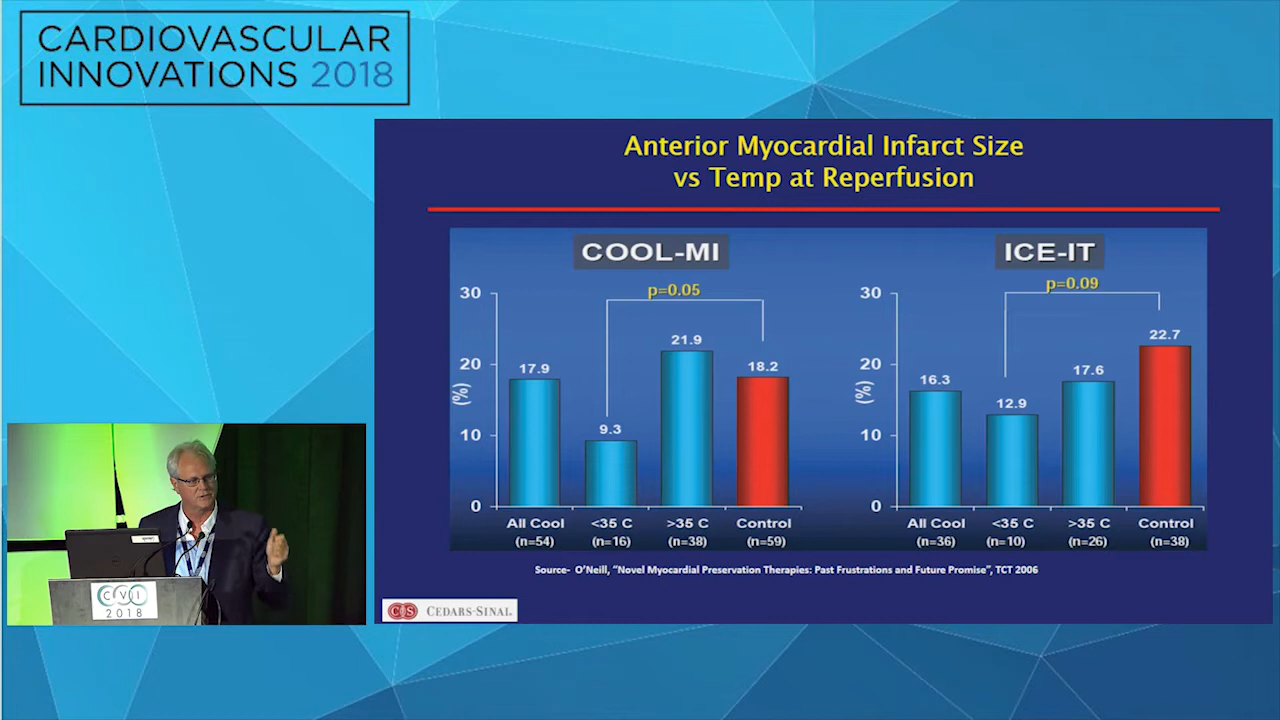 CARDIOVASCULAR
INNOVATIONS 2018
Anterior Myocardial Infarct Size
vs Temp at Reperfusion
COOL-MI
p=0.05
30
20
10
0
(%)
17.9
9.3
21.9
18.2
All Cool
<35 C
>35 C
Control
(n=54)
(n=16)
(n=38)
(n=59)
ICE-IT
p=0.09
30
20
10
0
(%)
16.3
12.9
17.6
22.7
All Cool
<35 C
>35 C
Control
(n=36)
(n=10)
(n=26)
(n=38)
Source- O'Neill, "Novel Myocardial Preservation Therapies: Past Frustrations and Future Promise", TCT 2006
CS CEDARS-SINAI.
CVI
2018